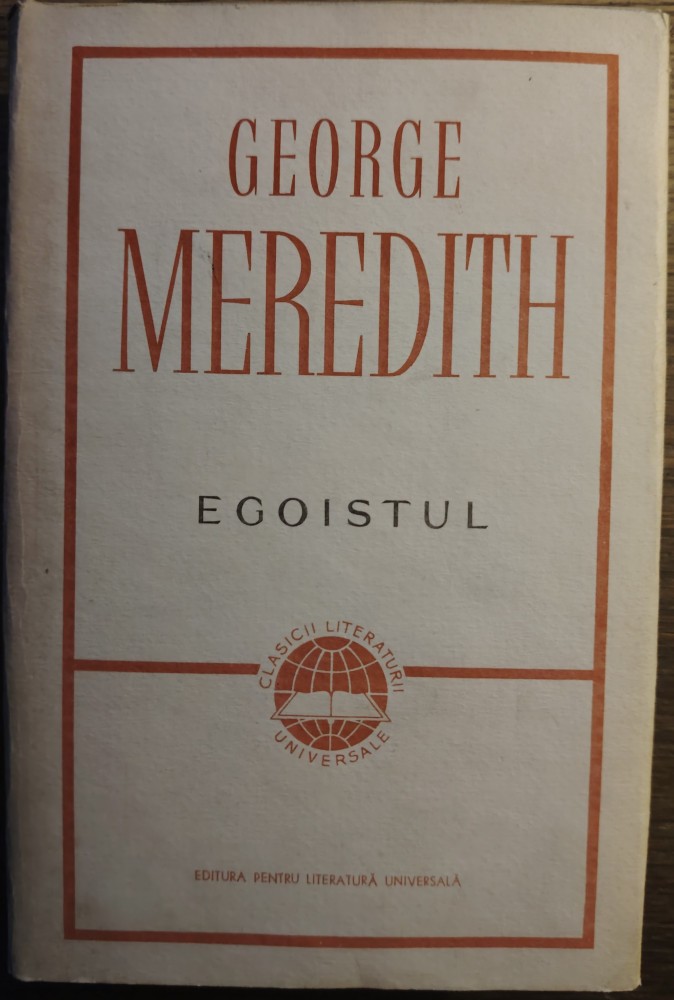 GEORGE
MEREDITH
EGOISTUL
CLASICII LITERATURII
UNIVERSALE
EDITURA PENTRU LITERATURĂ UNIVERSALĂ